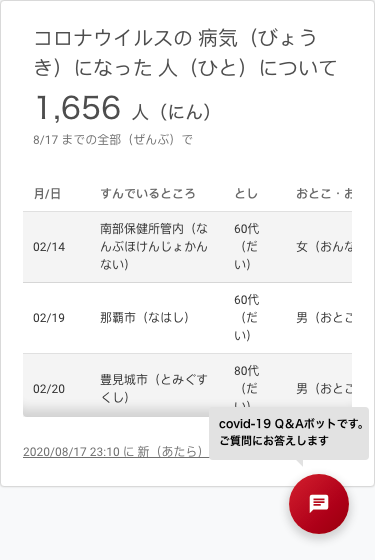 コロナウイルスの 病気（びょう
き）になった 人（ひと）について
1,656 人（にん）
8/17 までの全部（ぜんぶ）で
月/日 すんでいるところ とし おとこ・お
02/14 南部保健所管内（な
んぶほけんじょかん
ない） 60代
（だ
い） 女（おんな
02/19 那覇市（なはし） 60代
（だ
い） 男（おとこ
02/20 豊見城市（とみぐす
くし） 80代
（だ
い） 男（おとこ
covid-19 Q&Aボットです。
ご質問にお答えします
2020/08/17 23:10 に 新（あたら）